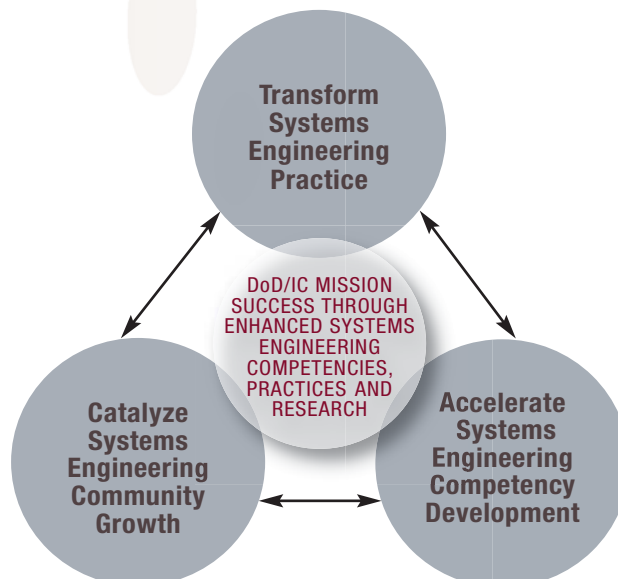 Transform
Systems
Engineering
Practice
DoD/IC MISSION
SUCCESS THROUGH
ENHANCED SYSTEMS
ENGINEERING
COMPETENCIES,
PRACTICES AND
RESEARCH
Catalyze
Systems
Engineering
Community
Growth
Accelerate
Systems
Engineering
Competency
Development